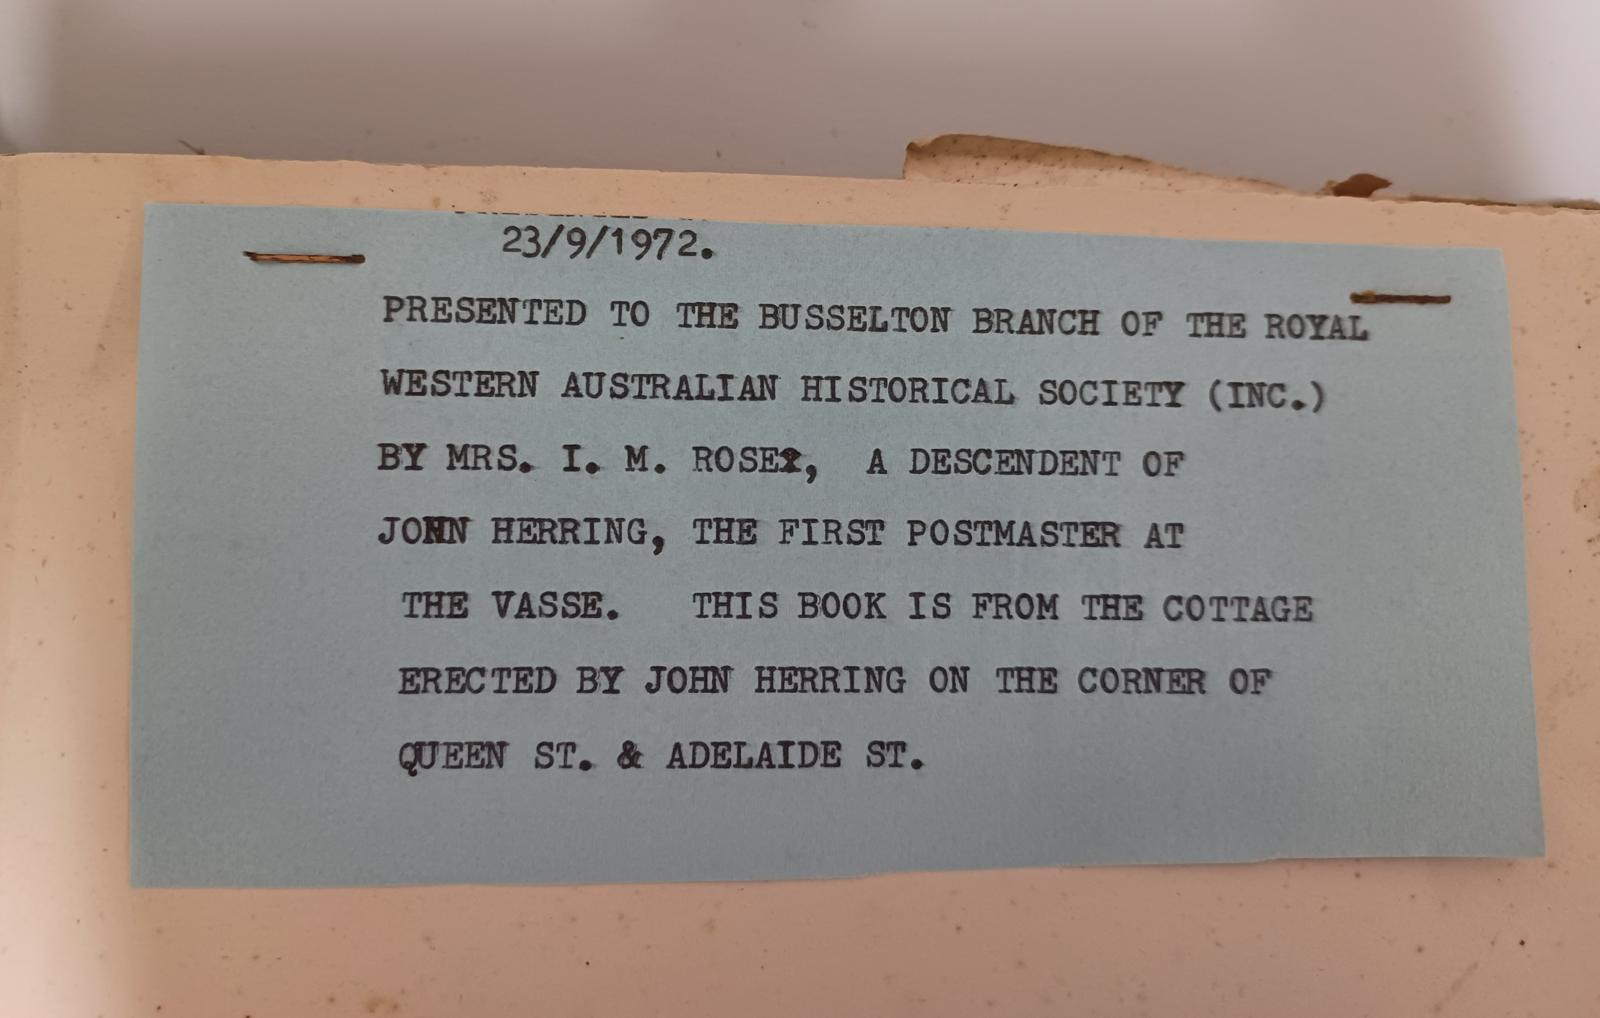 23/9/1972.
PRESENTED TO THE BUSSELTON BRANCH OF THE ROYAL
WESTERN AUSTRALIAN HISTORICAL SOCIETY (INC.)
BY MRS. I. M. ROSE, A DESCENDENT OF
JOHN HERRING, THE FIRST POSTMASTER AT
THE VASSE. THIS BOOK IS FROM THE COTTAGE
ERECTED BY JOHN HERRING ON THE CORNER OF
QUEEN ST. & ADELAIDE ST.